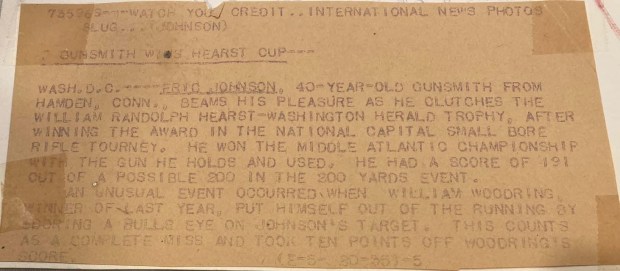 WATCH YOUR CREDIT..INTERNATIONAL NEWS PHOTOS
SLUG...(JOHNSON)
GUNSMITH WINS HEARST CUP---
WASH.D.C.----ERIC JOHNSON, 40-YEAR-OLD GUNSMITH FROM
HAMDEN, CONN., BEAMS HIS PLEASURE AS HE CLUTCHES THE
WILLIAM RANDOLPH HEARST-WASHINGTON HERALD TROPHY, AFTER
WINNING THE AWARD IN THE NATIONAL CAPITAL SMALL BORE
RIFLE TOURNEY. HE WON THE MIDDLE ATLANTIC CHAMPIONSHIP
WITH THE GUN HE HOLDS AND USED. HE HAD A SCORE OF 191
OUT OF A POSSIBLE 200 IN THE 200 YARDS EVENT.
AN UNUSUAL EVENT OCCURRED WHEN WILLIAM WOODRING,
WINNER OF LAST YEAR, PUT HIMSELF OUT OF THE RUNNING BY
SCORING A BULLS EYE ON JOHNSON'S TARGET. THIS COUNTS
AS A COMPLETE MISS AND TOOK TEN POINTS OFF WOODRING'S
SCORE.